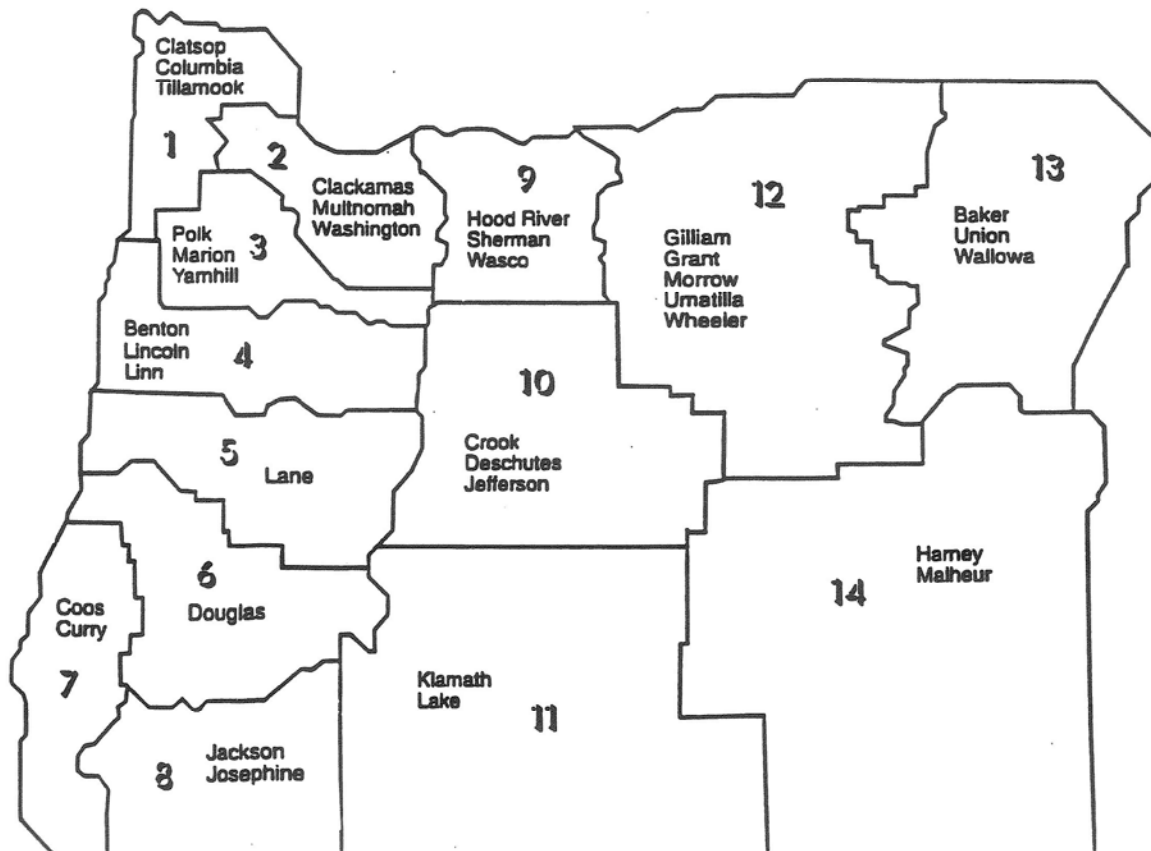 Clatsop
Columbia
Tillamook
1
2
Clackamas
Multnomah
Washington
Polk
Marion
Yamhill
3
Benton
Lincoln
Linn
4
5
Lane
6
Douglas
Coos
Curry
7
8
Jackson
Josephine
9
Hood River
Sherman
Wasco
10
Crook
Deschutes
Jefferson
Klamath
Lake
11
12
Gilliam
Grant
Morrow
Umatilla
Wheeler
13
Baker
Union
Wallowa
Harney
Malheur
14